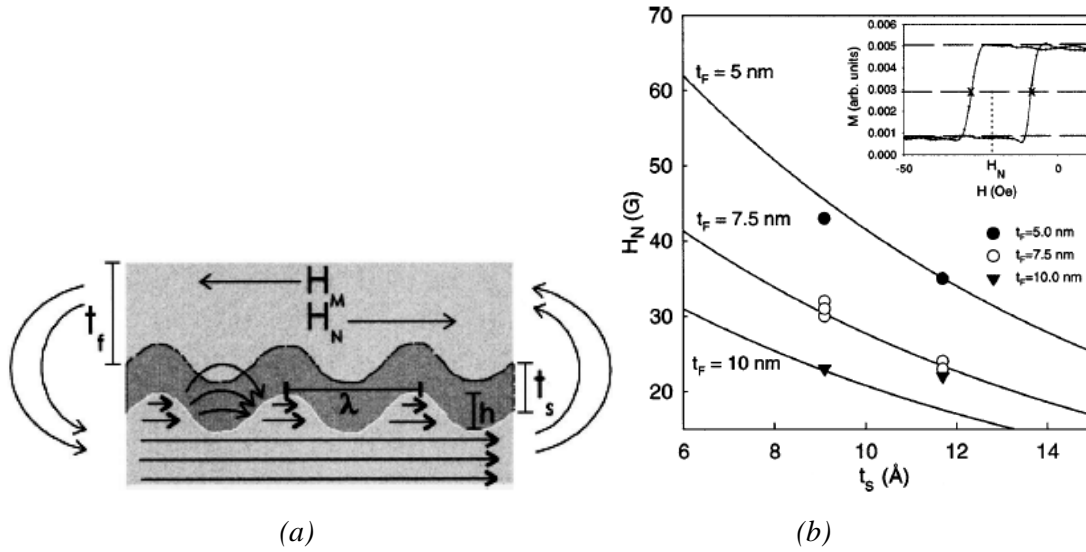 H_M
H_N
t_f
t_s
λ
h
(a)
b)
70
60
50
40
30
20
H_N (G)
6
8
10
12
14
t_s (Å)
t_F = 5 nm
t_F = 7.5 nm
t_F = 10 nm
t_F=5.0 nm
t_F=7.5 nm
t_F=10.0 nm
0.006
0.005
0.004
0.003
0.001
0.000
M (arb. units)
-50
H_N
0
H (Oe)
(b)